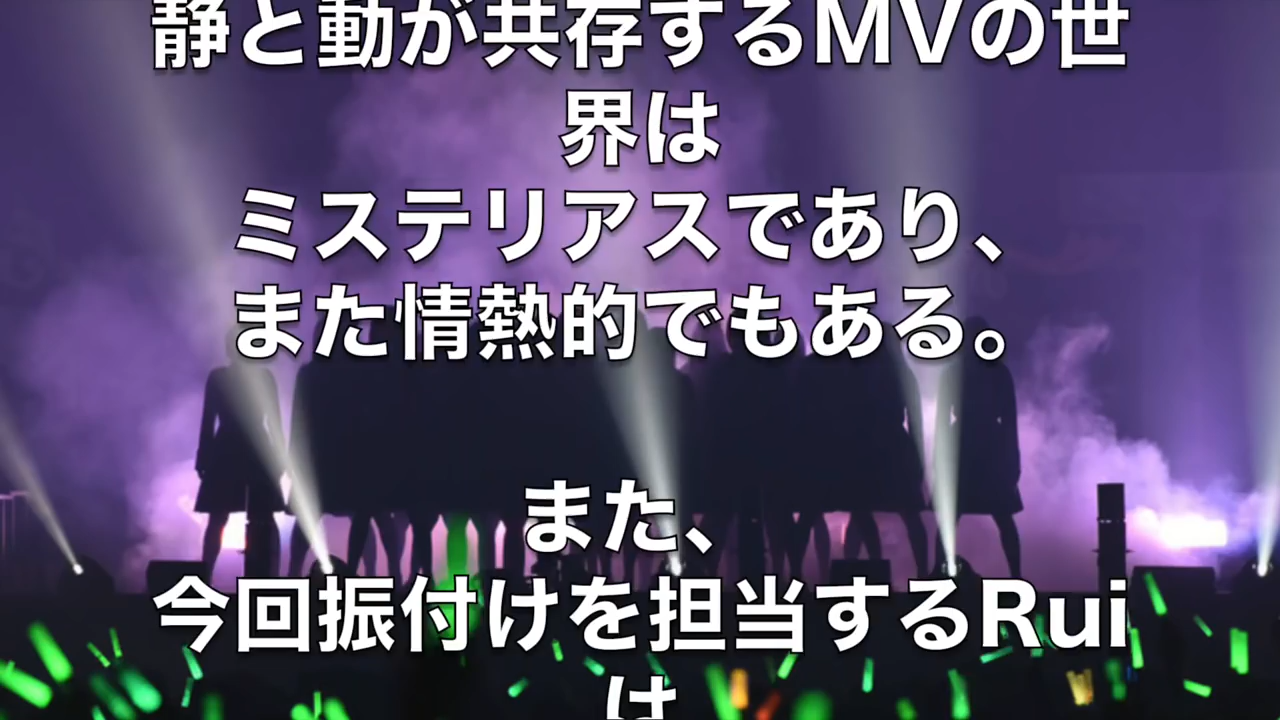 静と動が共存するMVの世
界は
ミステリアスであり、
また情熱的でもある。
また、
今回振付けを担当するRui
は